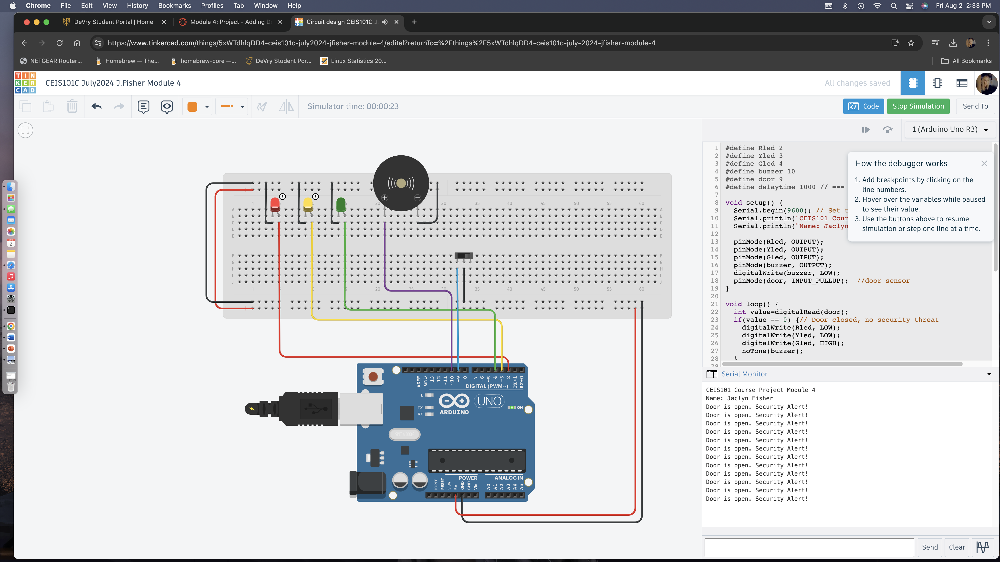 Chrome File Edit View History Bookmarks Profiles Tab Window Help
Fri Aug 2 2:33 PM
DeVry Student Portal | Home
Module 4: Project - Adding D
Circuit design CEIS101C J
https://www.tinkercad.com/things/5xWTdhlqDD4-ceis101c-july2024-jfisher-module-4/editel?returnTo=%2Fthings%2F5xWTdhlqDD4-ceis101c-july-2024-jfisher-module-4
NETGEAR Router...
Homebrew — The...
homebrew-core —...
DeVry Student Por...
Linux Statistics 20...
All Bookmarks
TIN
KER
CAD
CEIS101C July2024 J.Fisher Module 4
All changes saved
Simulator time: 00:00:23
Code
Stop Simulation
Send To
1 (Arduino Uno R3)
1 #define Rled 2
2 #define Yled 3
3 #define Gled 4
4 #define buzzer 10
5 #define door 9
6 #define delaytime 1000 // ===
7
8 void setup() {
9 Serial.begin(9600); // Set t
10 Serial.println("CEIS101 Cour
11 Serial.println("Name: Jaclyn
12
13 pinMode(Rled, OUTPUT);
14 pinMode(Yled, OUTPUT);
15 pinMode(Gled, OUTPUT);
16 pinMode(buzzer, OUTPUT);
17 digitalWrite(buzzer, LOW);
18 pinMode(door, INPUT_PULLUP); //door sensor
19 }
20
21 void loop() {
22 int value=digitalRead(door);
23 if(value == 0) {// Door closed, no security threat
24 digitalWrite(Rled, LOW);
25 digitalWrite(Yled, LOW);
26 digitalWrite(Gled, HIGH);
27 noTone(buzzer);
28 }
29
How the debugger works
1. Add breakpoints by clicking on the
line numbers.
2. Hover over the variables while paused
to see their value.
3. Use the buttons above to resume
simulation or step one line at a time.
Serial Monitor
CEIS101 Course Project Module 4
Name: Jaclyn Fisher
Door is open. Security Alert!
Door is open. Security Alert!
Door is open. Security Alert!
Door is open. Security Alert!
Door is open. Security Alert!
Door is open. Security Alert!
Door is open. Security Alert!
Door is open. Security Alert!
Door is open. Security Alert!
Door is open. Security Alert!
Door is open. Security Alert!
Door is open. Security Alert!
Send
Clear
1 20 30 35 40 45 50 55 60
A A
B B
C C
D D
E E
F F
G G
H H
I I
J J
1 10 15 20 25 30 35 40 45 50 55 60
AREF GND 13 12 ~11 ~10 ~9 8 7 ~6 ~5 4 ~3 2 TX→1 RX←0
DIGITAL (PWM~)
L
TX
RX
UNO
ARDUINO
ON
POWER
ANALOG IN
IOREF RESET 3.3V 5V GND GND Vin A0 A1 A2 A3 A4 A5